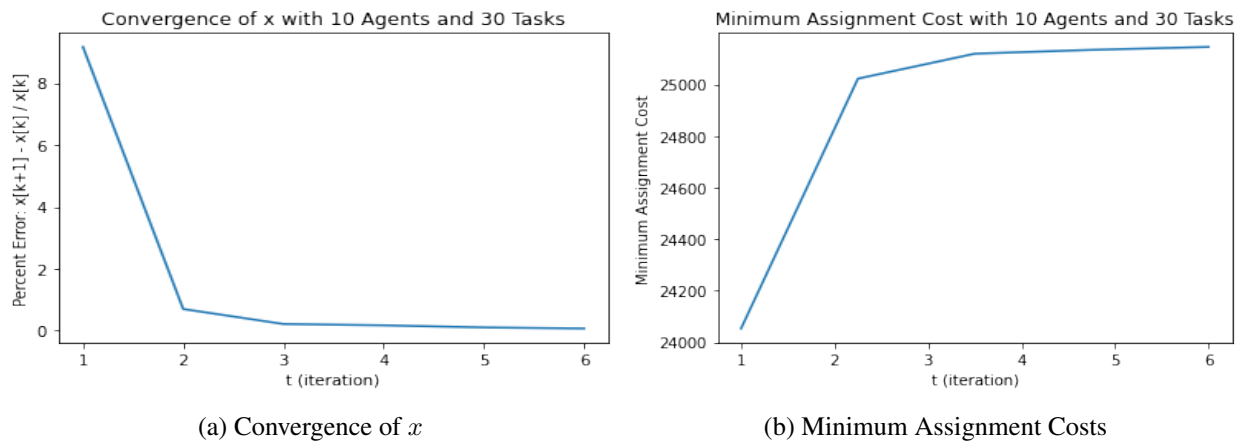 Convergence of x with 10 Agents and 30 Tasks
Percent Error: x[k+1] - x[k] / x[k]
8
6
4
2
0
1 2 3 4 5 6
t (iteration)
(a) Convergence of x
Minimum Assignment Cost with 10 Agents and 30 Tasks
Minimum Assignment Cost
25000
24800
24600
24400
24200
24000
1 2 3 4 5 6
t (iteration)
(b) Minimum Assignment Costs